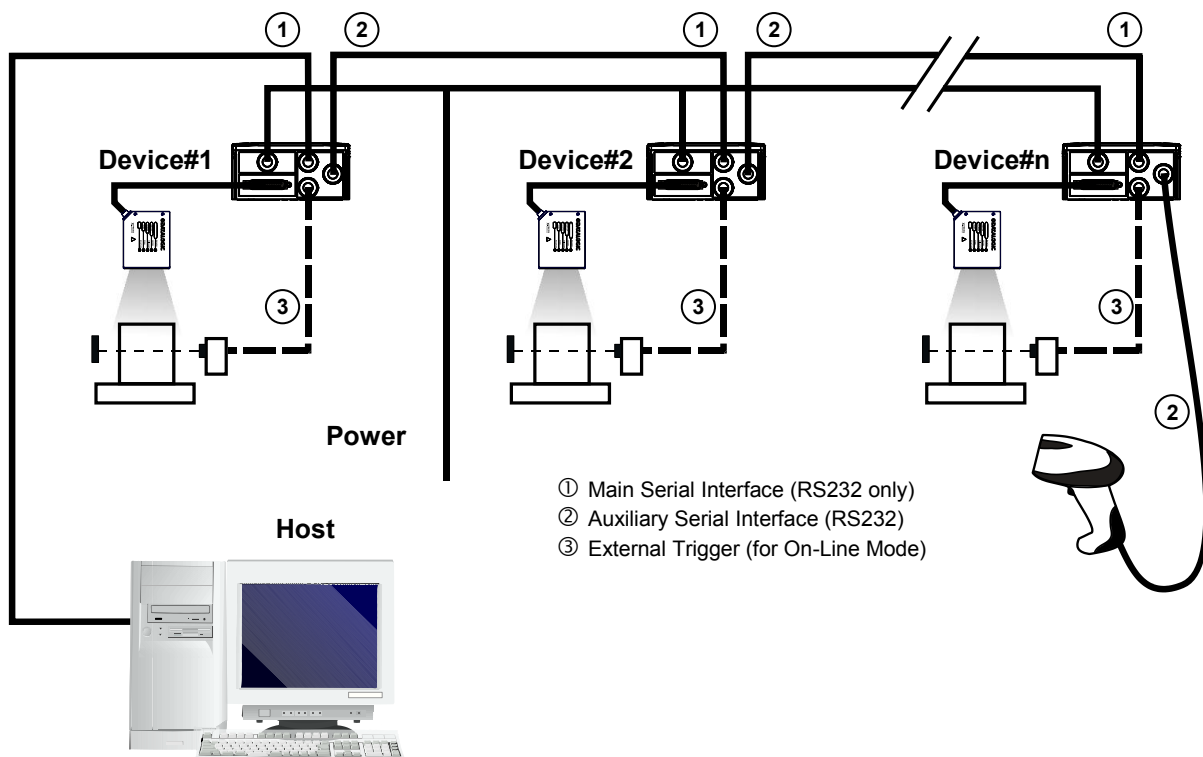 1 2 1 2 1
Device#1 Device#2 Device#n
3 3 3
2
Power
① Main Serial Interface (RS232 only)
② Auxiliary Serial Interface (RS232)
③ External Trigger (for On-Line Mode)
Host